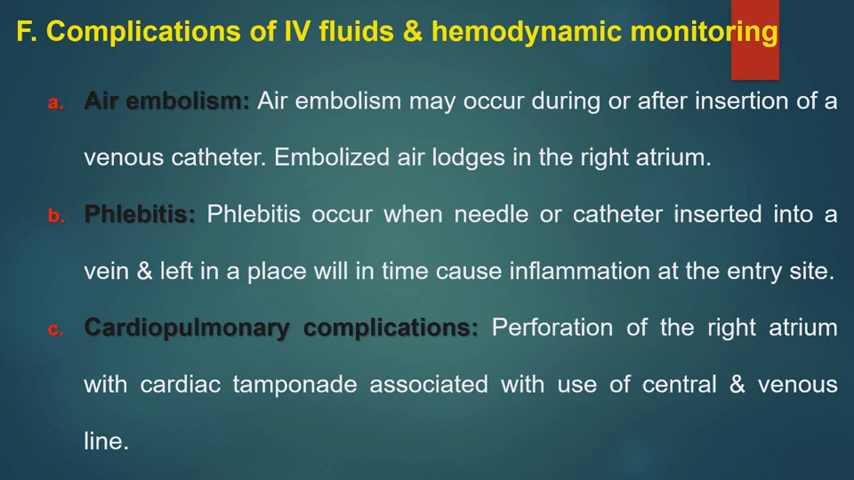 F. Complications of IV fluids & hemodynamic monitoring
a. Air embolism: Air embolism may occur during or after insertion of a
venous catheter. Embolized air lodges in the right atrium.
b. Phlebitis: Phlebitis occur when needle or catheter inserted into a
vein & left in a place will in time cause inflammation at the entry site.
c. Cardiopulmonary complications: Perforation of the right atrium
with cardiac tamponade associated with use of central & venous
line.